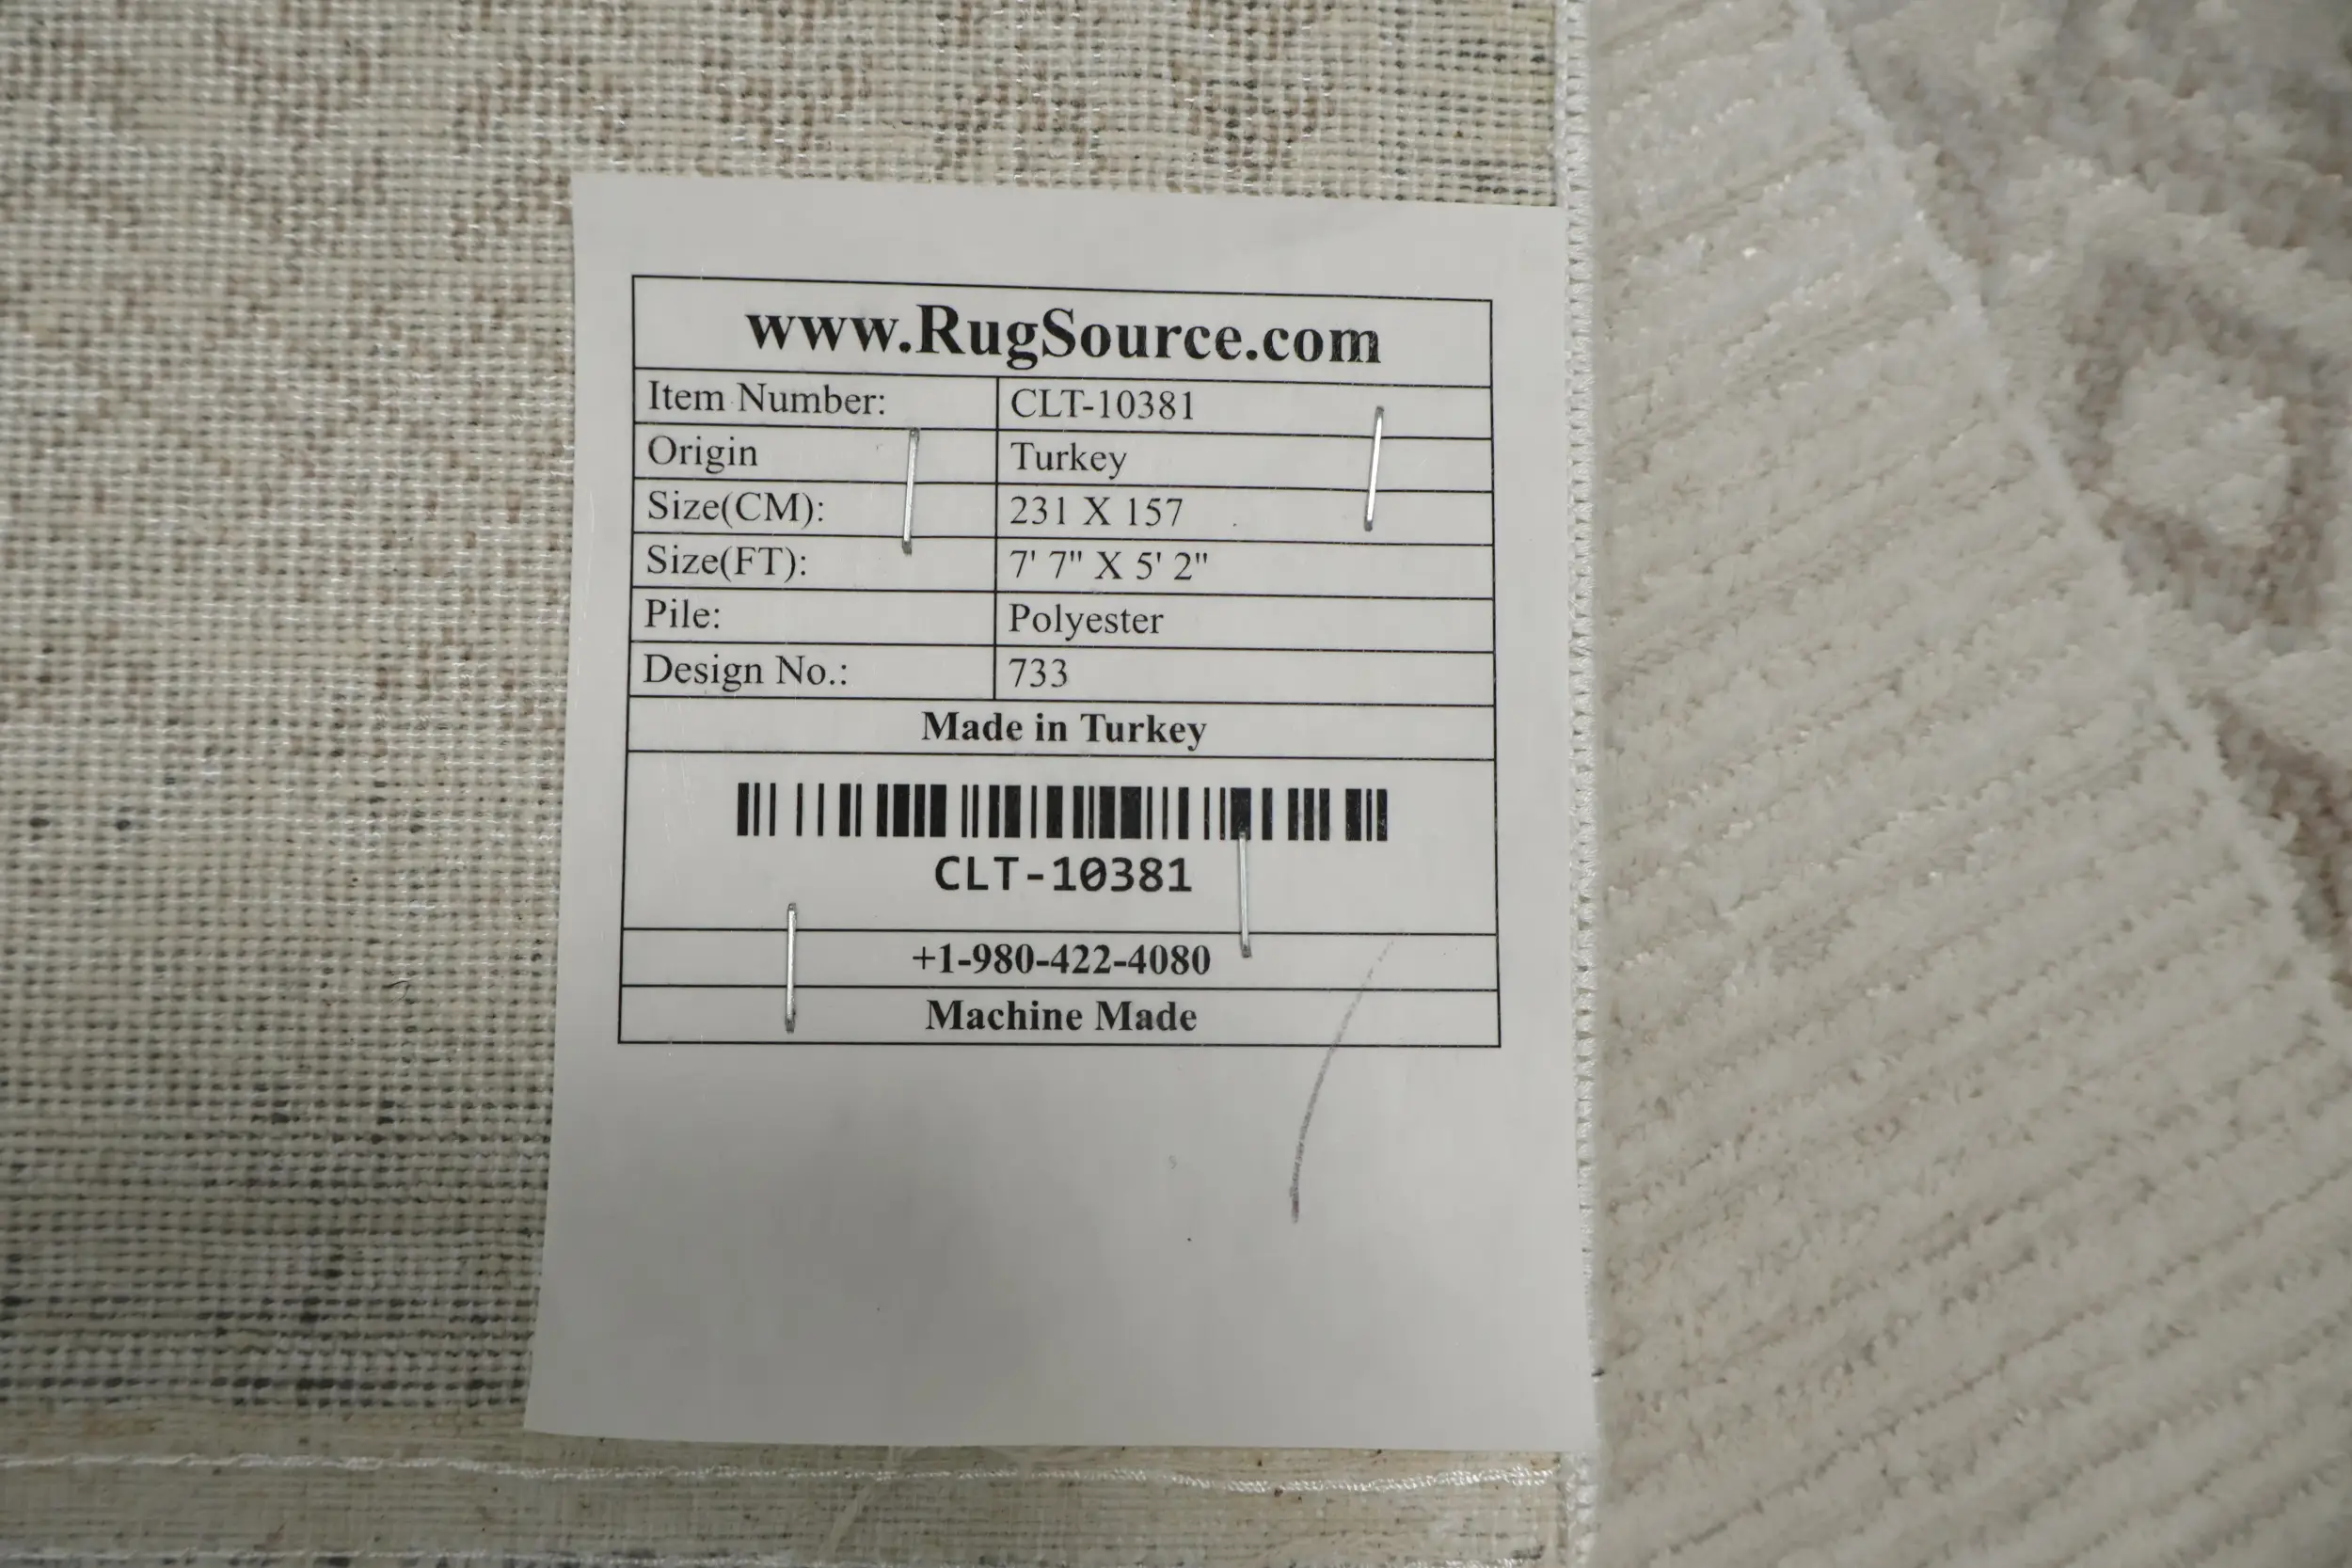 www.RugSource.com
Item Number: CLT-10381
Origin Turkey
Size(CM): 231 X 157
Size(FT): 7' 7" X 5' 2"
Pile: Polyester
Design No.: 733
Made in Turkey
CLT-10381
+1-980-422-4080
Machine Made